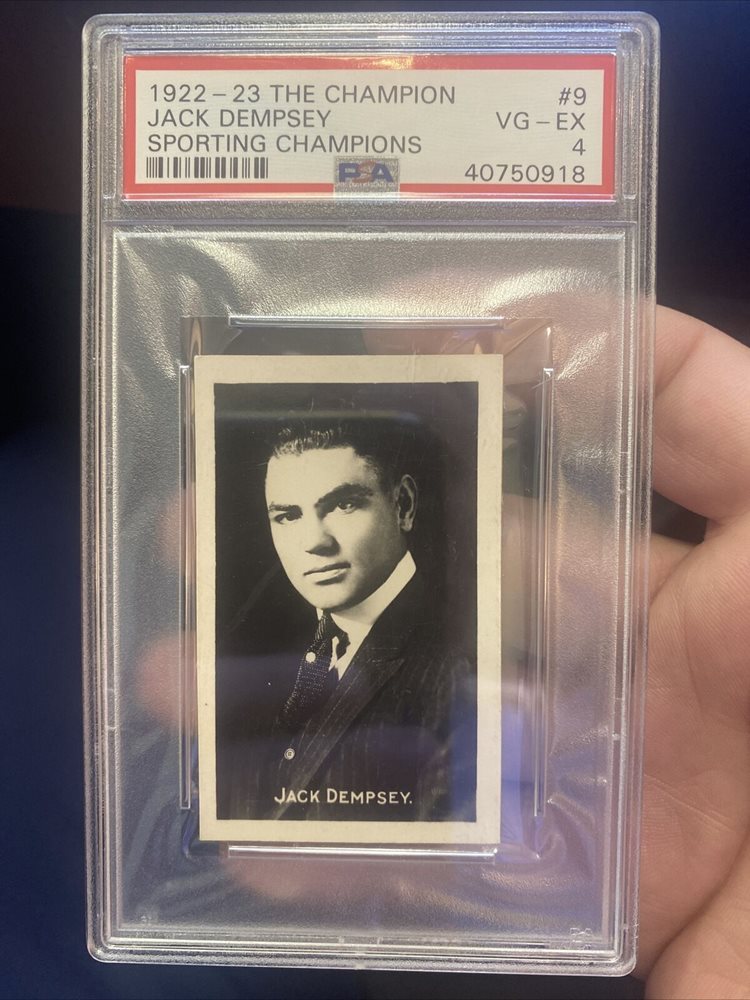 1922-23 THE CHAMPION #9
JACK DEMPSEY VG-EX
SPORTING CHAMPIONS 4
PSA 40750918
JACK DEMPSEY.